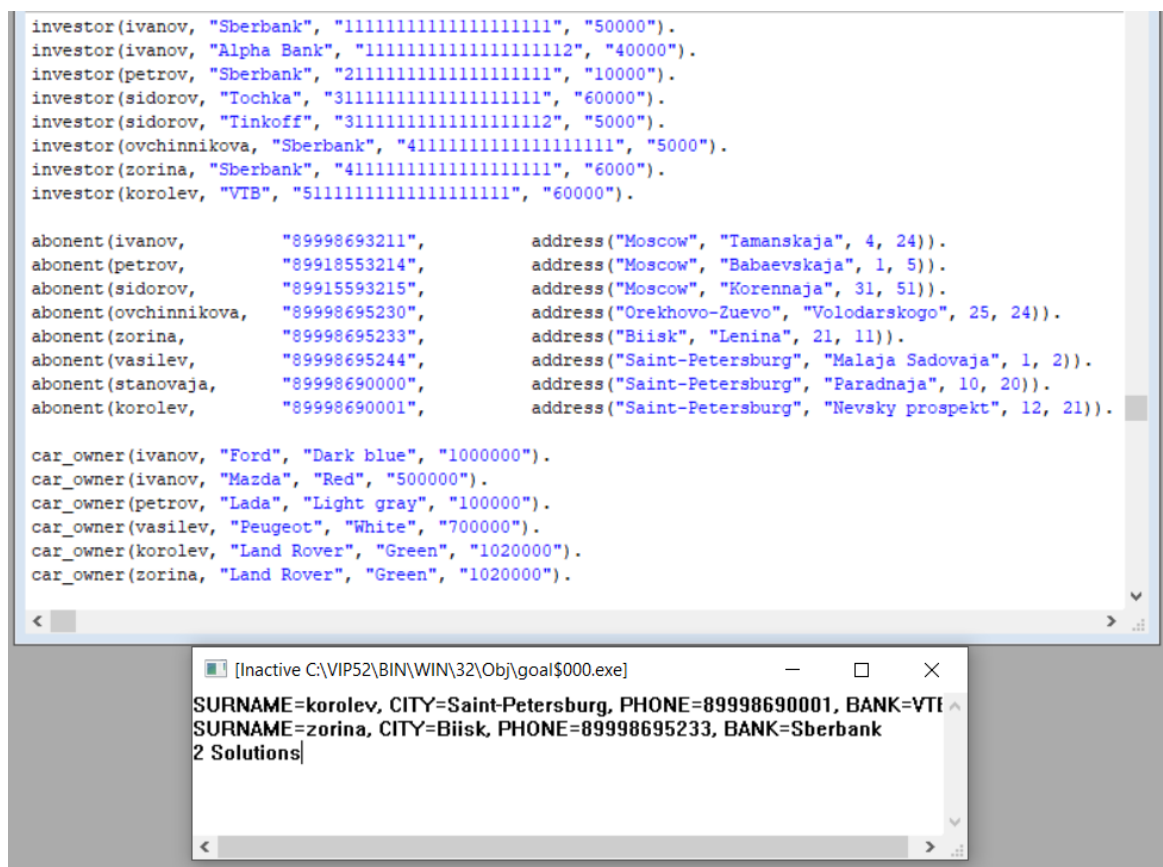 investor(ivanov, "Sberbank", "11111111111111111111", "50000").
investor(ivanov, "Alpha Bank", "11111111111111111112", "40000").
investor(petrov, "Sberbank", "21111111111111111111", "10000").
investor(sidorov, "Tochka", "31111111111111111111", "60000").
investor(sidorov, "Tinkoff", "31111111111111111112", "5000").
investor(ovchinnikova, "Sberbank", "41111111111111111111", "5000").
investor(zorina, "Sberbank", "41111111111111111111", "6000").
investor(korolev, "VTB", "51111111111111111111", "60000").
abonent(ivanov, "89998693211", address("Moscow", "Tamanskaja", 4, 24)).
abonent(petrov, "89918553214", address("Moscow", "Babaevskaja", 1, 5)).
abonent(sidorov, "89915593215", address("Moscow", "Korennaja", 31, 51)).
abonent(ovchinnikova, "89998695230", address("Orekhovo-Zuevo", "Volodarskogo", 25, 24)).
abonent(zorina, "89998695233", address("Biisk", "Lenina", 21, 11)).
abonent(vasilev, "89998695244", address("Saint-Petersburg", "Malaja Sadovaja", 1, 2)).
abonent(stanovaja, "89998690000", address("Saint-Petersburg", "Paradnaja", 10, 20)).
abonent(korolev, "89998690001", address("Saint-Petersburg", "Nevsky prospekt", 12, 21)).
car_owner(ivanov, "Ford", "Dark blue", "1000000").
car_owner(ivanov, "Mazda", "Red", "500000").
car_owner(petrov, "Lada", "Light gray", "100000").
car_owner(vasilev, "Peugeot", "White", "700000").
car_owner(korolev, "Land Rover", "Green", "1020000").
car_owner(zorina, "Land Rover", "Green", "1020000").
[Inactive C:\VIP52\BIN\WIN\32\Obj\goal$000.exe]
SURNAME=korolev, CITY=Saint-Petersburg, PHONE=89998690001, BANK=VTB
SURNAME=zorina, CITY=Biisk, PHONE=89998695233, BANK=Sberbank
2 Solutions